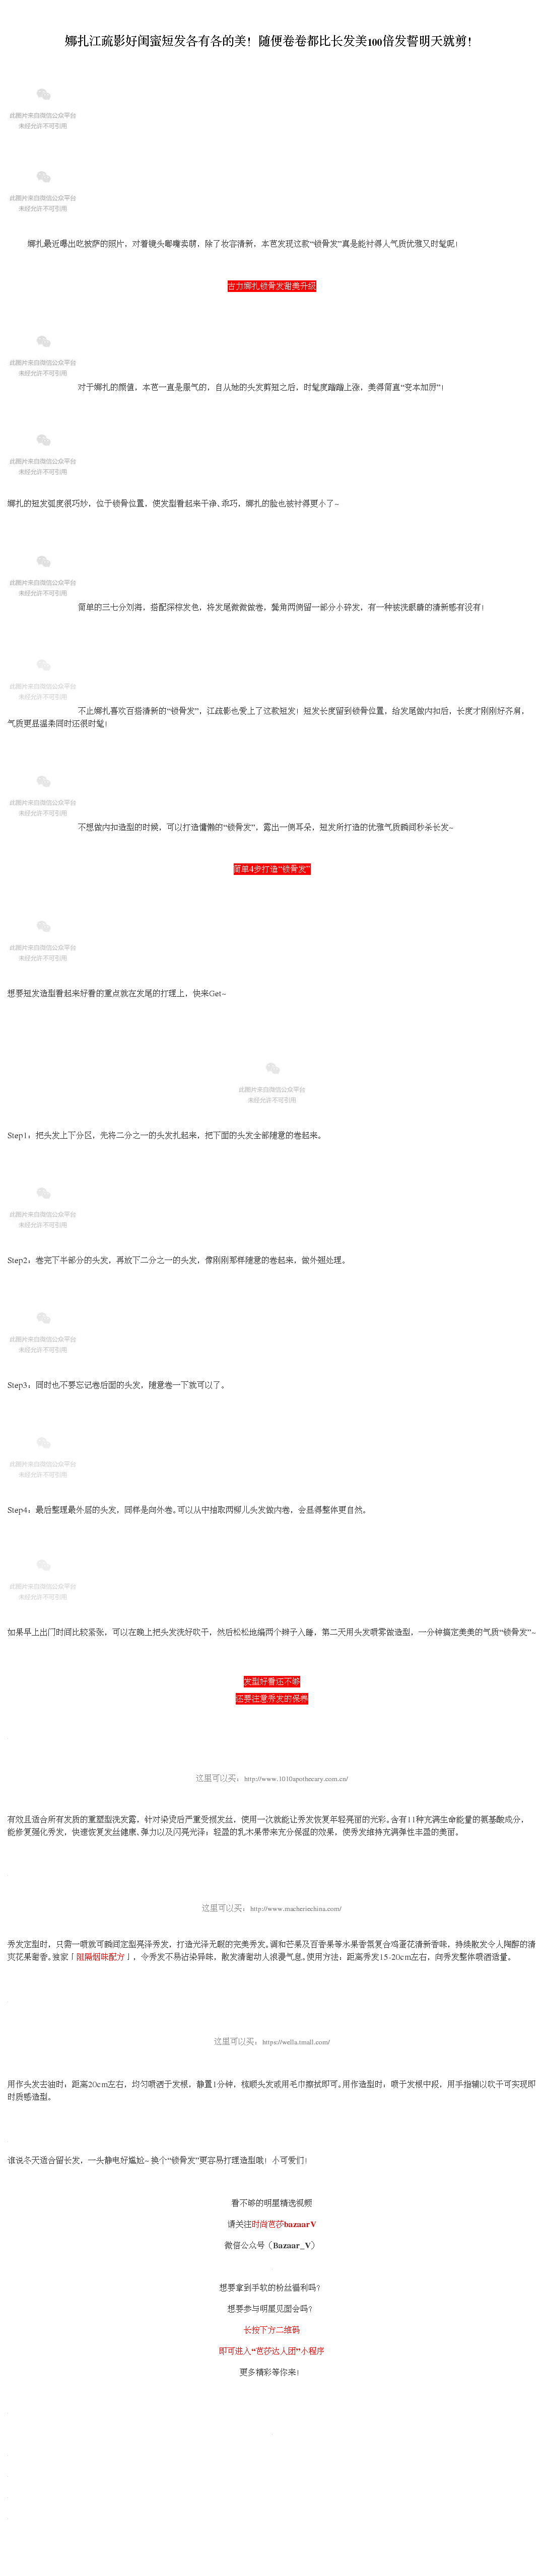 娜扎江疏影好闺蜜短发各有各的美！随便卷卷都比长发美100倍发誓明天就剪！
此图片来自微信公众平台
未经允许不可引用
此图片来自微信公众平台
未经允许不可引用
娜扎最近曝出吃披萨的照片，对着镜头嘟嘴卖萌，除了妆容清新，本芭发现这款“锁骨发”真是能衬得人气质优雅又时髦呢！
古力娜扎锁骨发甜美升级
此图片来自微信公众平台
未经允许不可引用
对于娜扎的颜值，本芭一直是服气的，自从她的头发剪短之后，时髦度蹭蹭上涨，美得简直“变本加厉”！
此图片来自微信公众平台
未经允许不可引用
娜扎的短发弧度很巧妙，位于锁骨位置，使发型看起来干净、乖巧，娜扎的脸也被衬得更小了~
此图片来自微信公众平台
未经允许不可引用
简单的三七分刘海，搭配深棕发色，将发尾微微做卷，鬓角两侧留一部分小碎发，有一种被洗眼睛的清新感有没有！
此图片来自微信公众平台
未经允许不可引用
不止娜扎喜欢百搭清新的“锁骨发”，江疏影也爱上了这款短发！短发长度留到锁骨位置，给发尾做内扣后，长度才刚刚好齐肩，
气质更显温柔同时还很时髦！
此图片来自微信公众平台
未经允许不可引用
不想做内扣造型的时候，可以打造慵懒的“锁骨发”，露出一侧耳朵，短发所打造的优雅气质瞬间秒杀长发~
简单4步打造“锁骨发”
此图片来自微信公众平台
未经允许不可引用
想要短发造型看起来好看的重点就在发尾的打理上，快来Get~
此图片来自微信公众平台
未经允许不可引用
Step1：把头发上下分区，先将二分之一的头发扎起来，把下面的头发全部随意的卷起来。
此图片来自微信公众平台
未经允许不可引用
Step2：卷完下半部分的头发，再放下二分之一的头发，像刚刚那样随意的卷起来，做外翘处理。
此图片来自微信公众平台
未经允许不可引用
Step3：同时也不要忘记卷后面的头发，随意卷一下就可以了。
此图片来自微信公众平台
未经允许不可引用
Step4：最后整理最外层的头发，同样是向外卷。可以从中抽取两柳儿头发做内卷，会显得整体更自然。
此图片来自微信公众平台
未经允许不可引用
如果早上出门时间比较紧张，可以在晚上把头发洗好吹干，然后松松地编两个辫子入睡，第二天用头发喷雾做造型，一分钟搞定美美的气质“锁骨发”~
发型好看还不够
还要注意秀发的保养
这里可以买：http://www.1010apothecary.com.cn/
有效且适合所有发质的重塑型洗发露，针对染烫后严重受损发丝，使用一次就能让秀发恢复年轻亮丽的光彩。含有11种充满生命能量的氨基酸成分，
能修复强化秀发，快速恢复发丝健康、弹力以及闪亮光泽；轻盈的乳木果带来充分保湿的效果，使秀发维持充满弹性丰盈的美丽。
这里可以买：http://www.macheriechina.com/
秀发定型时，只需一喷就可瞬间定型亮泽秀发，打造光泽无暇的完美秀发。调和芒果及百香果等水果香氛复合鸡蛋花清新香味，持续散发令人陶醉的清
爽花果甜香。独家「阻隔烟味配方」，令秀发不易沾染异味，散发清甜动人浪漫气息。使用方法，距离秀发15-20cm左右，向秀发整体喷洒适量。
这里可以买：https://wella.tmall.com/
用作头发去油时，距离20cm左右，均匀喷洒于发根，静置1分钟，梳顺头发或用毛巾擦拭即可。用作造型时，喷于发根中段，用手指辅以吹干可实现即
时质感造型。
谁说冬天适合留长发，一头静电好尴尬~ 换个“锁骨发”更容易打理造型哦！小可爱们！
看不够的明星精选视频
请关注时尚芭莎bazaarV
微信公众号（Bazaar_V）
想要拿到手软的粉丝福利吗？
想要参与明星见面会吗？
长按下方二维码
即可进入“芭莎达人团”小程序
更多精彩等你来！